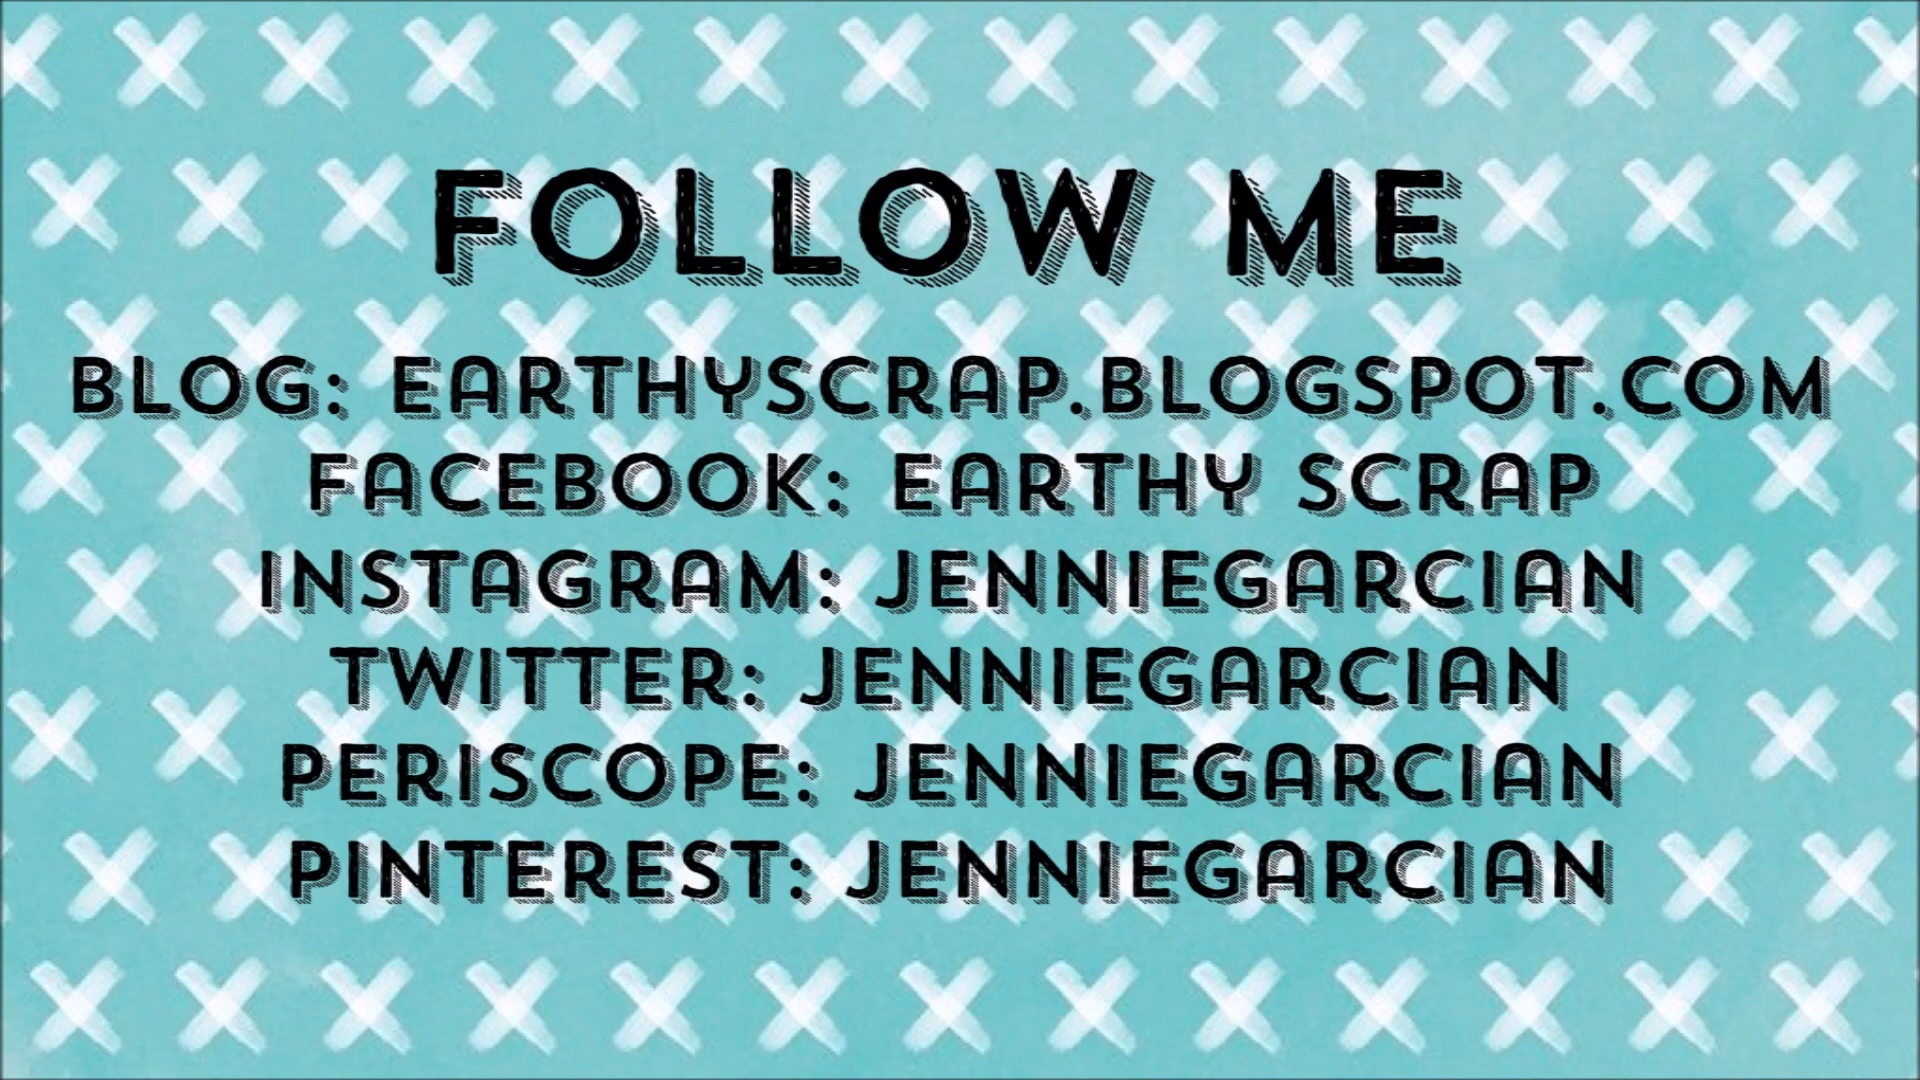 FOLLOW ME
BLOG: EARTHYSCRAP.BLOGSPOT.COM
FACEBOOK: EARTHY SCRAP
INSTAGRAM: JENNIEGARCIAN
TWITTER: JENNIEGARCIAN
PERISCOPE: JENNIEGARCIAN
PINTEREST: JENNIEGARCIAN